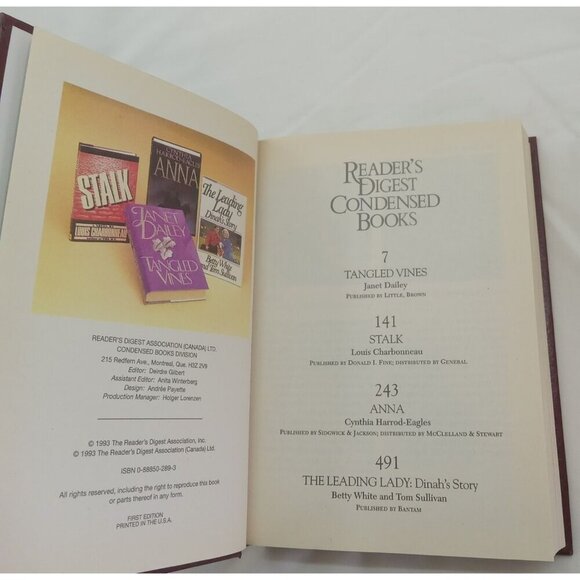 STALK
A NOVEL BY
LOUIS CHARBONNEAU
CYNTHIA
HARROD-EAGLES
ANNA
The Leading
Lady
Dinah's Story
Betty White
and Tom Sullivan
JANET
DAILEY
TANGLED
VINES
READER'S DIGEST ASSOCIATION (CANADA) LTD.
CONDENSED BOOKS DIVISION
215 Redfern Ave., Montreal, Que. H3Z 2V9
Editor: Deirdre Gilbert
Assistant Editor: Anita Winterberg
Design: Andrée Payette
Production Manager: Holger Lorenzen
© 1993 The Reader's Digest Association, Inc.
© 1993 The Reader's Digest Association (Canada) Ltd.
ISBN 0-88850-289-3
All rights reserved, including the right to reproduce this book
or parts thereof in any form.
FIRST EDITION
PRINTED IN THE U.S.A.
READER'S
DIGEST
CONDENSED
BOOKS
7
TANGLED VINES
Janet Dailey
PUBLISHED BY LITTLE, BROWN
141
STALK
Louis Charbonneau
PUBLISHED BY DONALD I. FINE; DISTRIBUTED BY GENERAL
243
ANNA
Cynthia Harrod-Eagles
PUBLISHED BY SIDGWICK & JACKSON; DISTRIBUTED BY MCCLELLAND & STEWART
491
THE LEADING LADY: Dinah's Story
Betty White and Tom Sullivan
PUBLISHED BY BANTAM